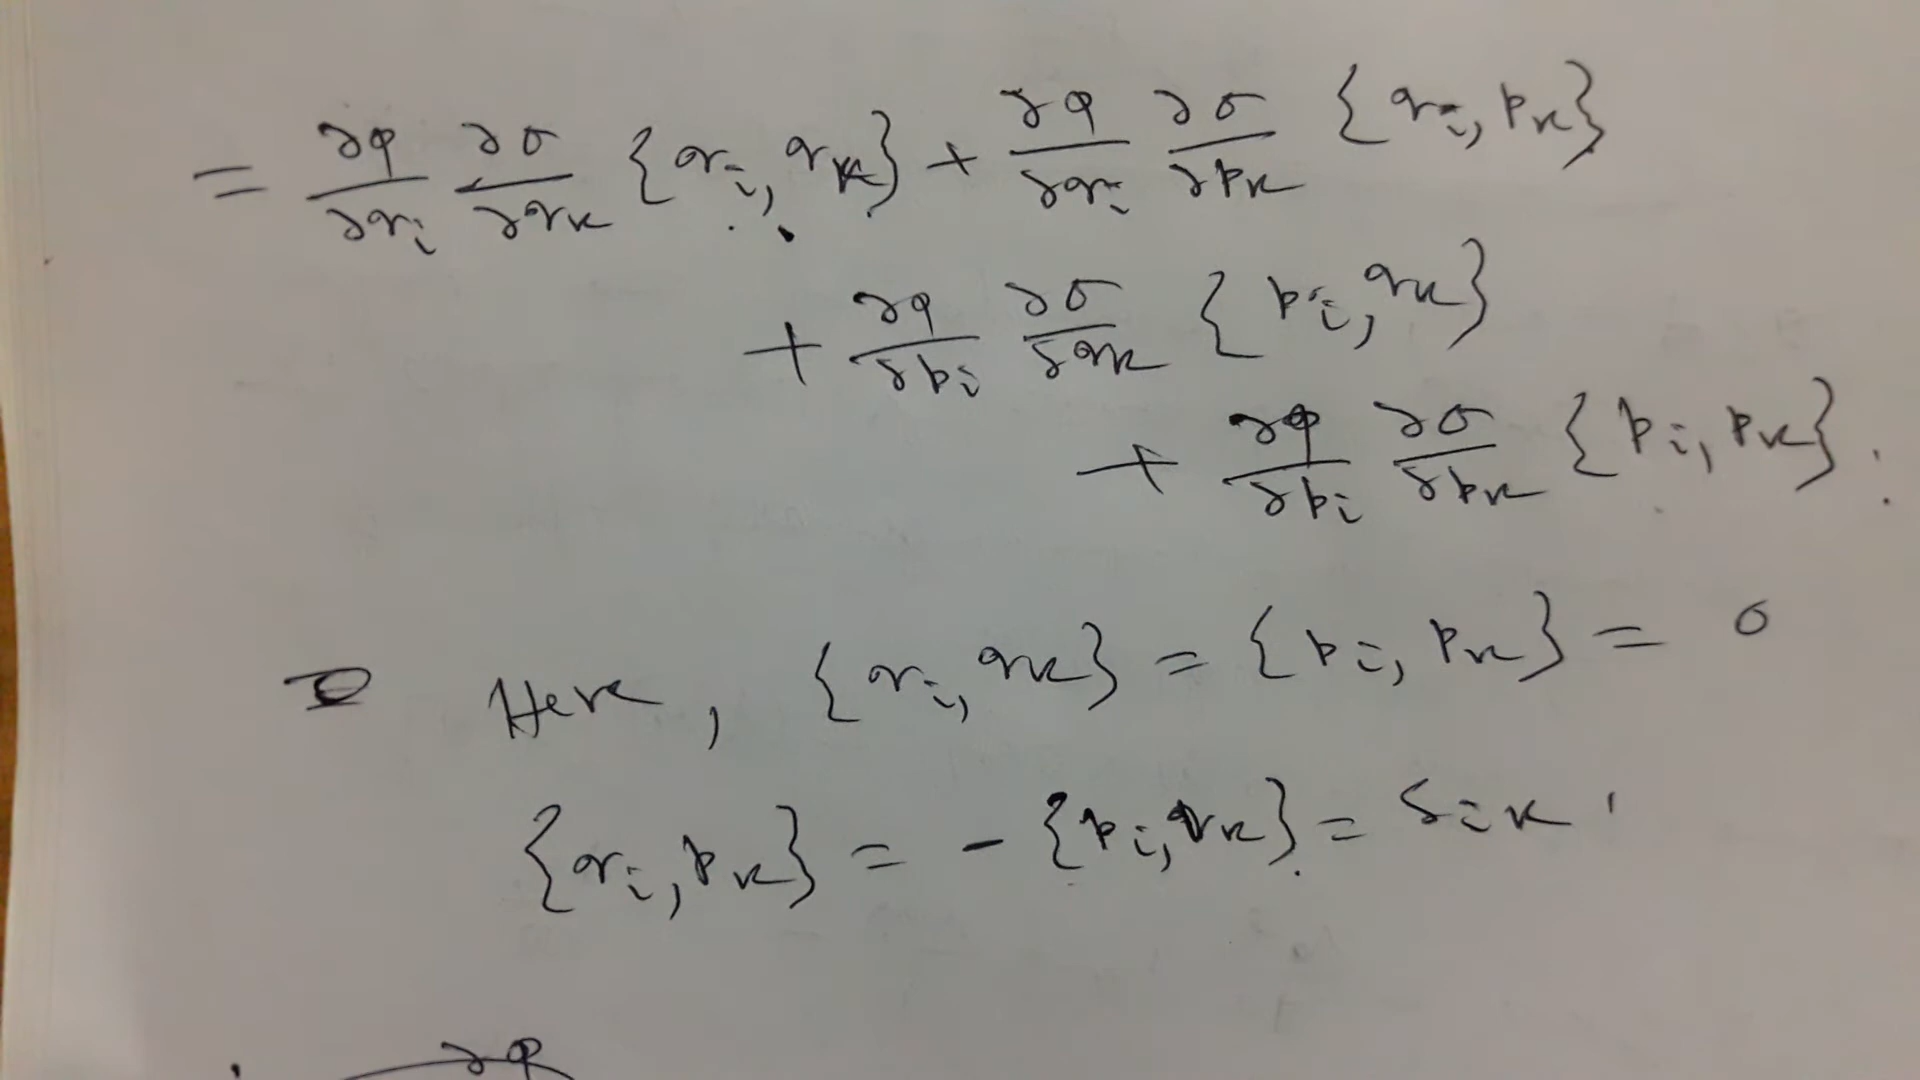 = ∂φ/∂qi ∂σ/∂qk {qi, qk} + ∂φ/∂qi ∂σ/∂pk {qi, pk}
+ ∂φ/∂pi ∂σ/∂qk {pi, qk}
+ ∂φ/∂pi ∂σ/∂pk {pi, pk}.
Here, {qi, qk} = {pi, pk} = 0
{qi, pk} = - {pi, qk} = δik.
∂φ